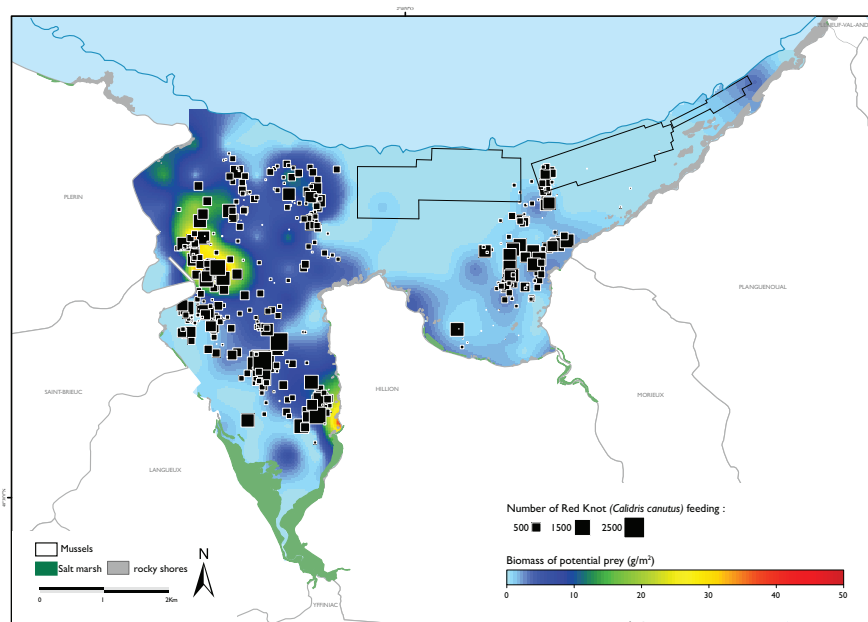 PLERIN
PLANGUENOUAL
SAINT-BRIEUC
HILLION
MORIEUX
LANGUEUX
Number of Red Knot (Calidris canutus) feeding :
500 1500 2500
Mussels
Salt marsh rocky shores
N
0 1 2Km
Biomass of potential prey (g/m²)
0 10 20 30 40 50
YFFINIAC